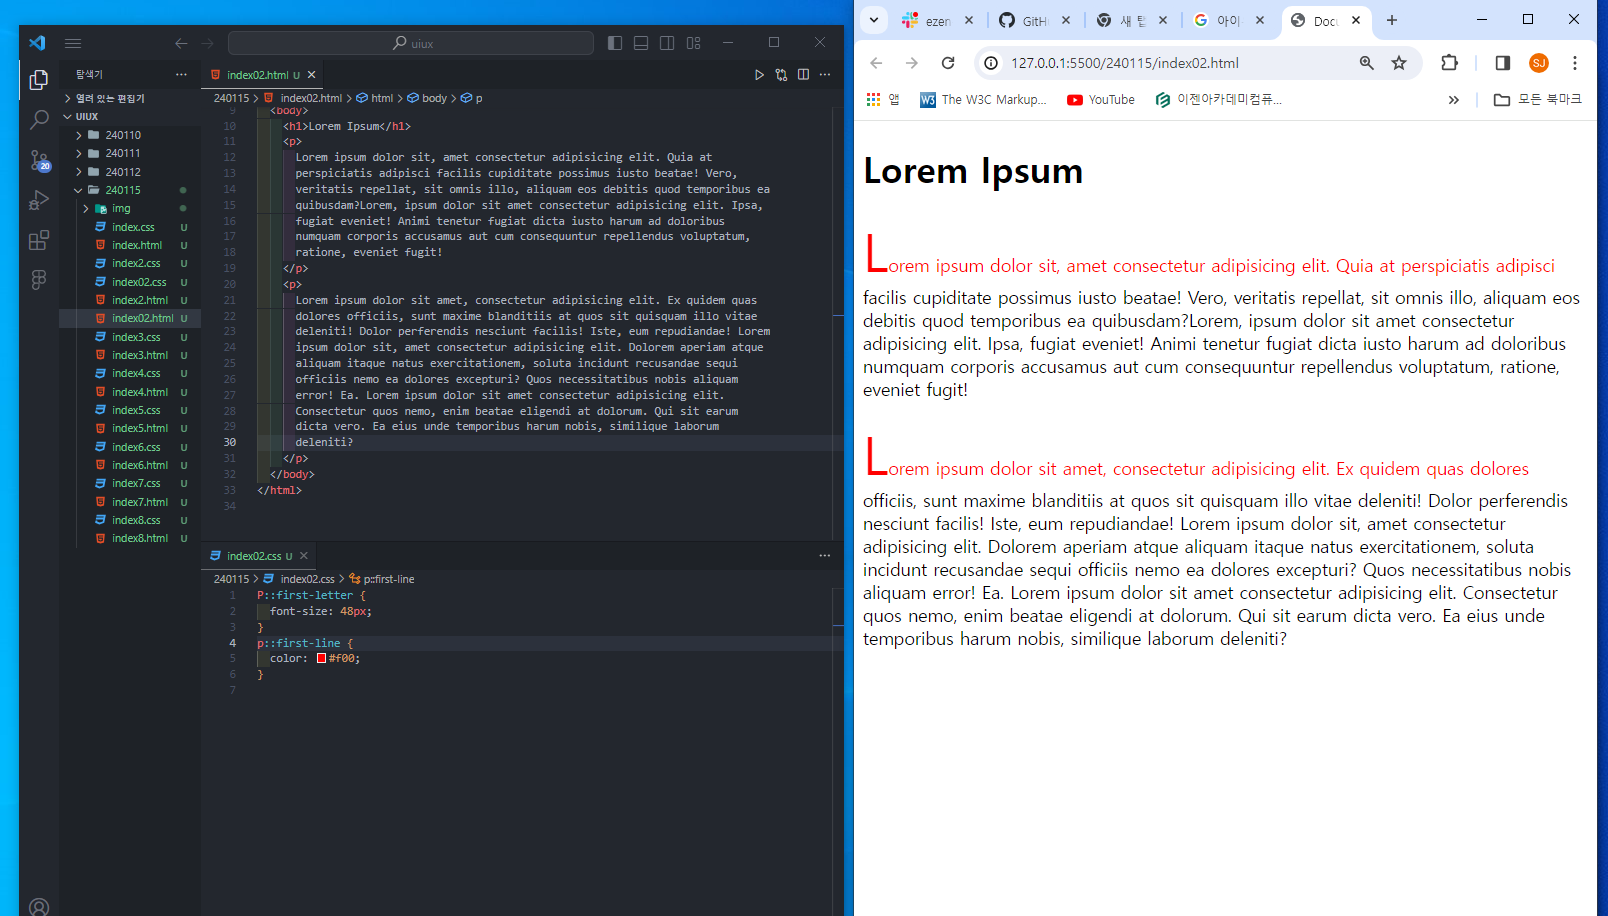 uiux
탐색기
열려 있는 편집기
UIUX
240110
240111
240112
240115
img
index.css U
index.html U
index2.css U
index02.css U
index2.html U
index02.html U
index3.css U
index3.html U
index4.css U
index4.html U
index5.css U
index5.html U
index6.css U
index6.html U
index7.css U
index7.html U
index8.css U
index8.html U
20
index02.html U
240115 > index02.html > html > body > p
9 <body>
10 <h1>Lorem Ipsum</h1>
11 <p>
12 Lorem ipsum dolor sit, amet consectetur adipisicing elit. Quia at
13 perspiciatis adipisci facilis cupiditate possimus iusto beatae! Vero,
14 veritatis repellat, sit omnis illo, aliquam eos debitis quod temporibus ea
15 quibusdam?Lorem, ipsum dolor sit amet consectetur adipisicing elit. Ipsa,
16 fugiat eveniet! Animi tenetur fugiat dicta iusto harum ad doloribus
17 numquam corporis accusamus aut cum consequuntur repellendus voluptatum,
18 ratione, eveniet fugit!
19 </p>
20 <p>
21 Lorem ipsum dolor sit amet, consectetur adipisicing elit. Ex quidem quas
22 dolores officiis, sunt maxime blanditiis at quos sit quisquam illo vitae
23 deleniti! Dolor perferendis nesciunt facilis! Iste, eum repudiandae! Lorem
24 ipsum dolor sit, amet consectetur adipisicing elit. Dolorem aperiam atque
25 aliquam itaque natus exercitationem, soluta incidunt recusandae sequi
26 officiis nemo ea dolores excepturi? Quos necessitatibus nobis aliquam
27 error! Ea. Lorem ipsum dolor sit amet consectetur adipisicing elit.
28 Consectetur quos nemo, enim beatae eligendi at dolorum. Qui sit earum
29 dicta vero. Ea eius unde temporibus harum nobis, similique laborum
30 deleniti?
31 </p>
32 </body>
33 </html>
34
index02.css U
240115 > index02.css > p::first-line
1 P::first-letter {
2 font-size: 48px;
3 }
4 p::first-line {
5 color: #f00;
6 }
7
ezen
GitH
새 탭
아이
Docu
127.0.0.1:5500/240115/index02.html
SJ
앱
W3 The W3C Markup...
YouTube
이젠아카데미컴퓨...
모든 북마크
Lorem Ipsum
Lorem ipsum dolor sit, amet consectetur adipisicing elit. Quia at perspiciatis adipisci
facilis cupiditate possimus iusto beatae! Vero, veritatis repellat, sit omnis illo, aliquam eos
debitis quod temporibus ea quibusdam?Lorem, ipsum dolor sit amet consectetur
adipisicing elit. Ipsa, fugiat eveniet! Animi tenetur fugiat dicta iusto harum ad doloribus
numquam corporis accusamus aut cum consequuntur repellendus voluptatum, ratione,
eveniet fugit!
Lorem ipsum dolor sit amet, consectetur adipisicing elit. Ex quidem quas dolores
officiis, sunt maxime blanditiis at quos sit quisquam illo vitae deleniti! Dolor perferendis
nesciunt facilis! Iste, eum repudiandae! Lorem ipsum dolor sit, amet consectetur
adipisicing elit. Dolorem aperiam atque aliquam itaque natus exercitationem, soluta
incidunt recusandae sequi officiis nemo ea dolores excepturi? Quos necessitatibus nobis
aliquam error! Ea. Lorem ipsum dolor sit amet consectetur adipisicing elit. Consectetur
quos nemo, enim beatae eligendi at dolorum. Qui sit earum dicta vero. Ea eius unde
temporibus harum nobis, similique laborum deleniti?